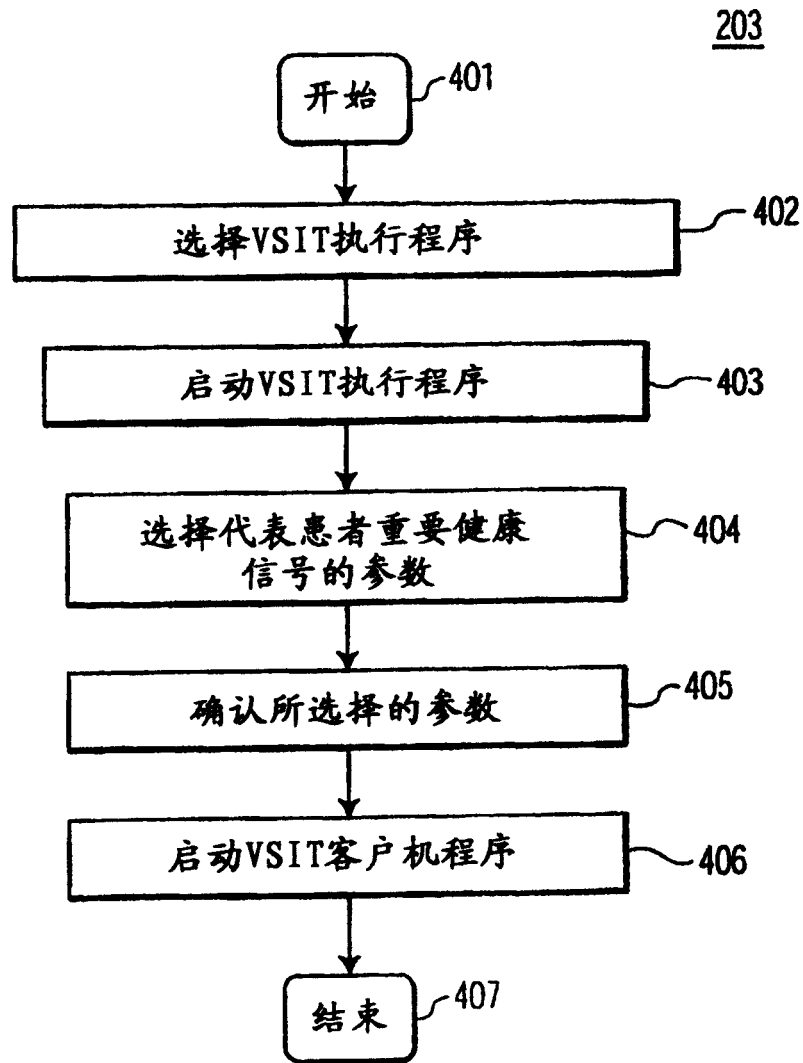 203
开始
401
选择VSIT执行程序
402
启动VSIT执行程序
403
选择代表患者重要健康
信号的参数
404
确认所选择的参数
405
启动VSIT客户机程序
406
结束
407